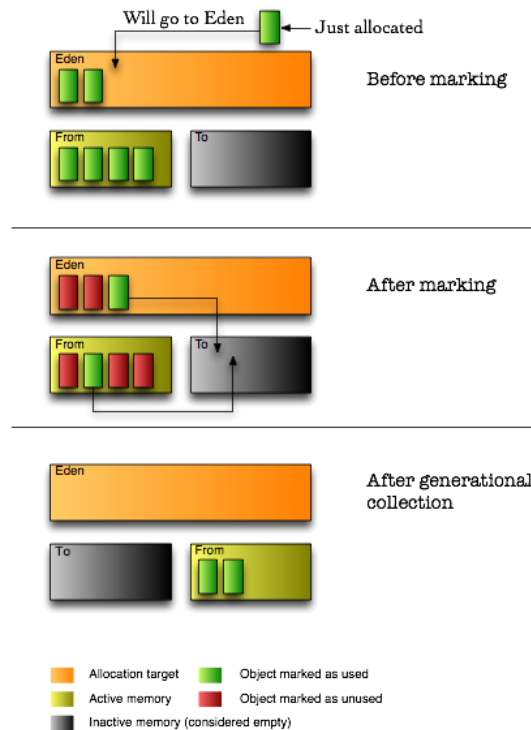 Will go to Eden
Just allocated
Eden
Before marking
From
To
Eden
After marking
From
To
Eden
After generational
collection
To
From
Allocation target
Object marked as used
Active memory
Object marked as unused
Inactive memory (considered empty)